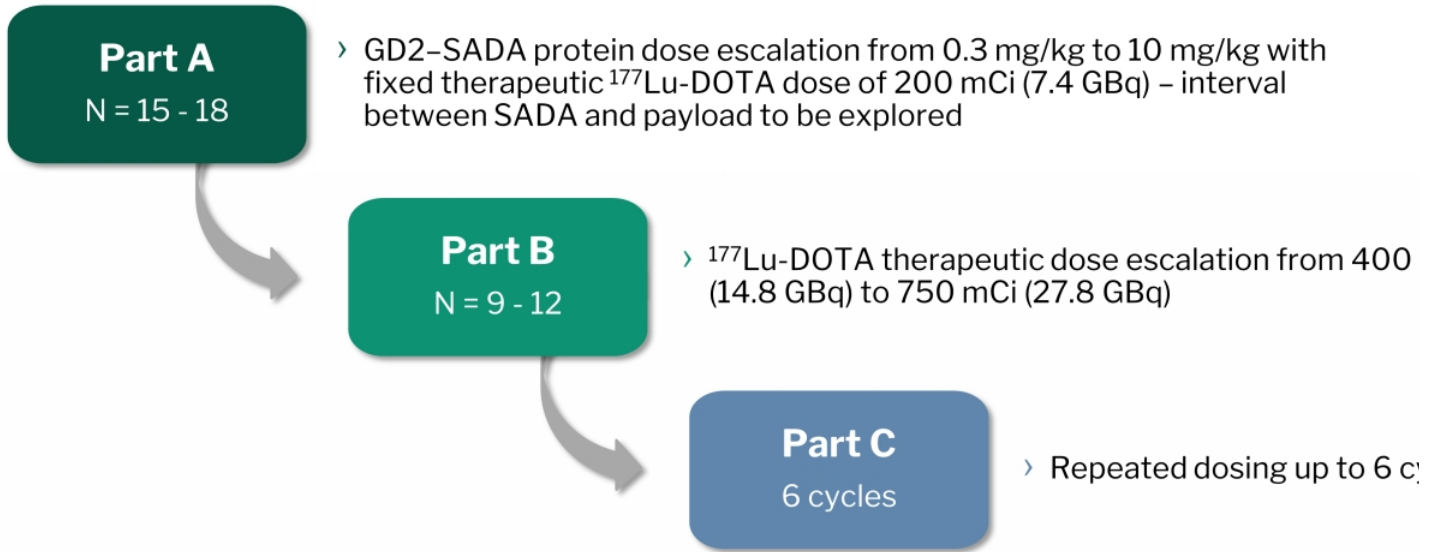 Part A
N = 15 - 18
› GD2–SADA protein dose escalation from 0.3 mg/kg to 10 mg/kg with
fixed therapeutic ¹⁷⁷Lu-DOTA dose of 200 mCi (7.4 GBq) – interval
between SADA and payload to be explored
Part B
N = 9 - 12
› ¹⁷⁷Lu-DOTA therapeutic dose escalation from 400
(14.8 GBq) to 750 mCi (27.8 GBq)
Part C
6 cycles
› Repeated dosing up to 6